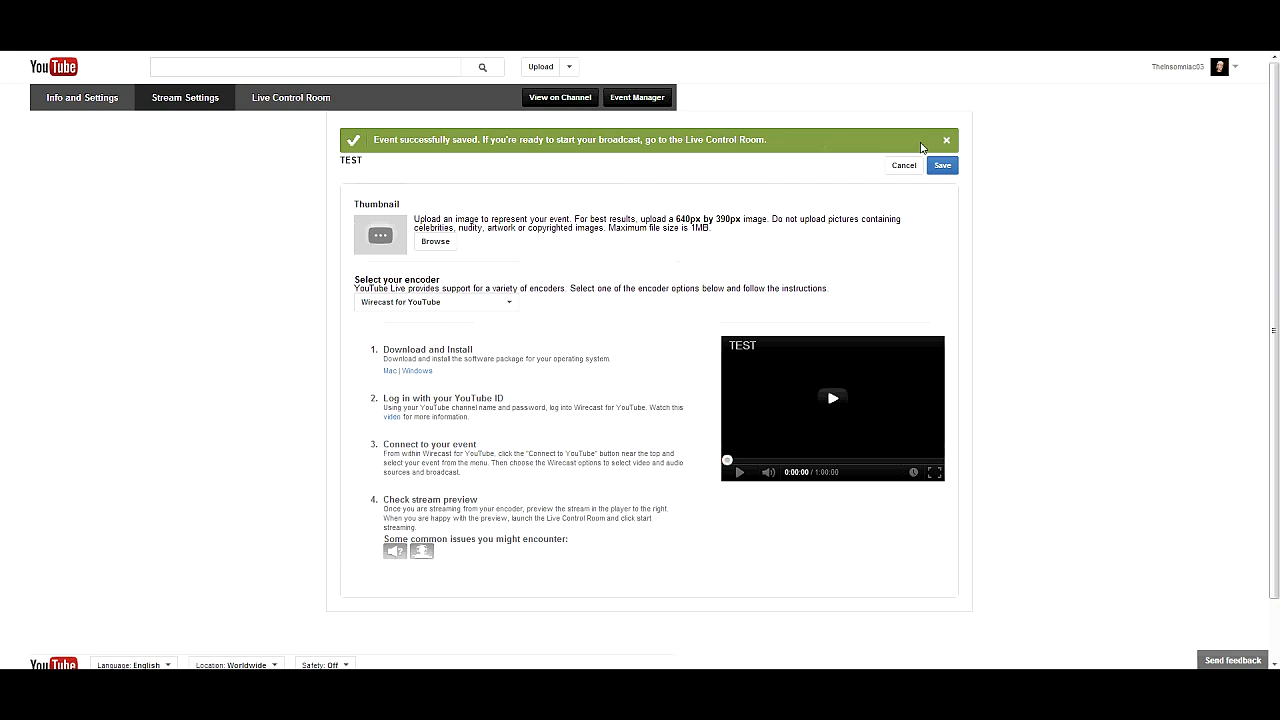 YouTube
Upload
TheInsomniac03
Info and Settings
Stream Settings
Live Control Room
View on Channel
Event Manager
Event successfully saved. If you're ready to start your broadcast, go to the Live Control Room.
TEST
Cancel
Save
Thumbnail
Upload an image to represent your event. For best results, upload a 640px by 390px image. Do not upload pictures containing
celebrities, nudity, artwork or copyrighted images. Maximum file size is 1MB.
Browse
Select your encoder
YouTube Live provides support for a variety of encoders. Select one of the encoder options below and follow the instructions.
Wirecast for YouTube
1. Download and Install
Download and install the software package for your operating system.
Mac | Windows
2. Log in with your YouTube ID
Using your YouTube channel name and password, log into Wirecast for YouTube. Watch this
video for more information.
3. Connect to your event
From within Wirecast for YouTube, click the "Connect to YouTube" button near the top and
select your event from the menu. Then choose the Wirecast options to select video and audio
sources and broadcast.
4. Check stream preview
Once you are streaming from your encoder, preview the stream in the player to the right.
When you are happy with the preview, launch the Live Control Room and click start
streaming.
Some common issues you might encounter:
TEST
0:00:00 / 1:00:00
YouTube
Language: English
Location: Worldwide
Safety: Off
Send feedback